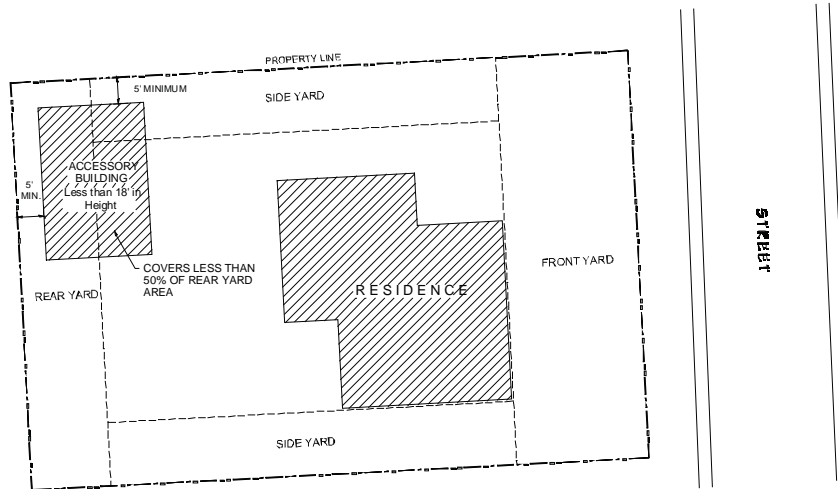 PROPERTY LINE
5' MINIMUM
SIDE YARD
ACCESSORY
BUILDING
Less than 18' in
Height
5'
MIN.
STREET
COVERS LESS THAN
50% OF REAR YARD
AREA
FRONT YARD
REAR YARD
RESIDENCE
SIDE YARD